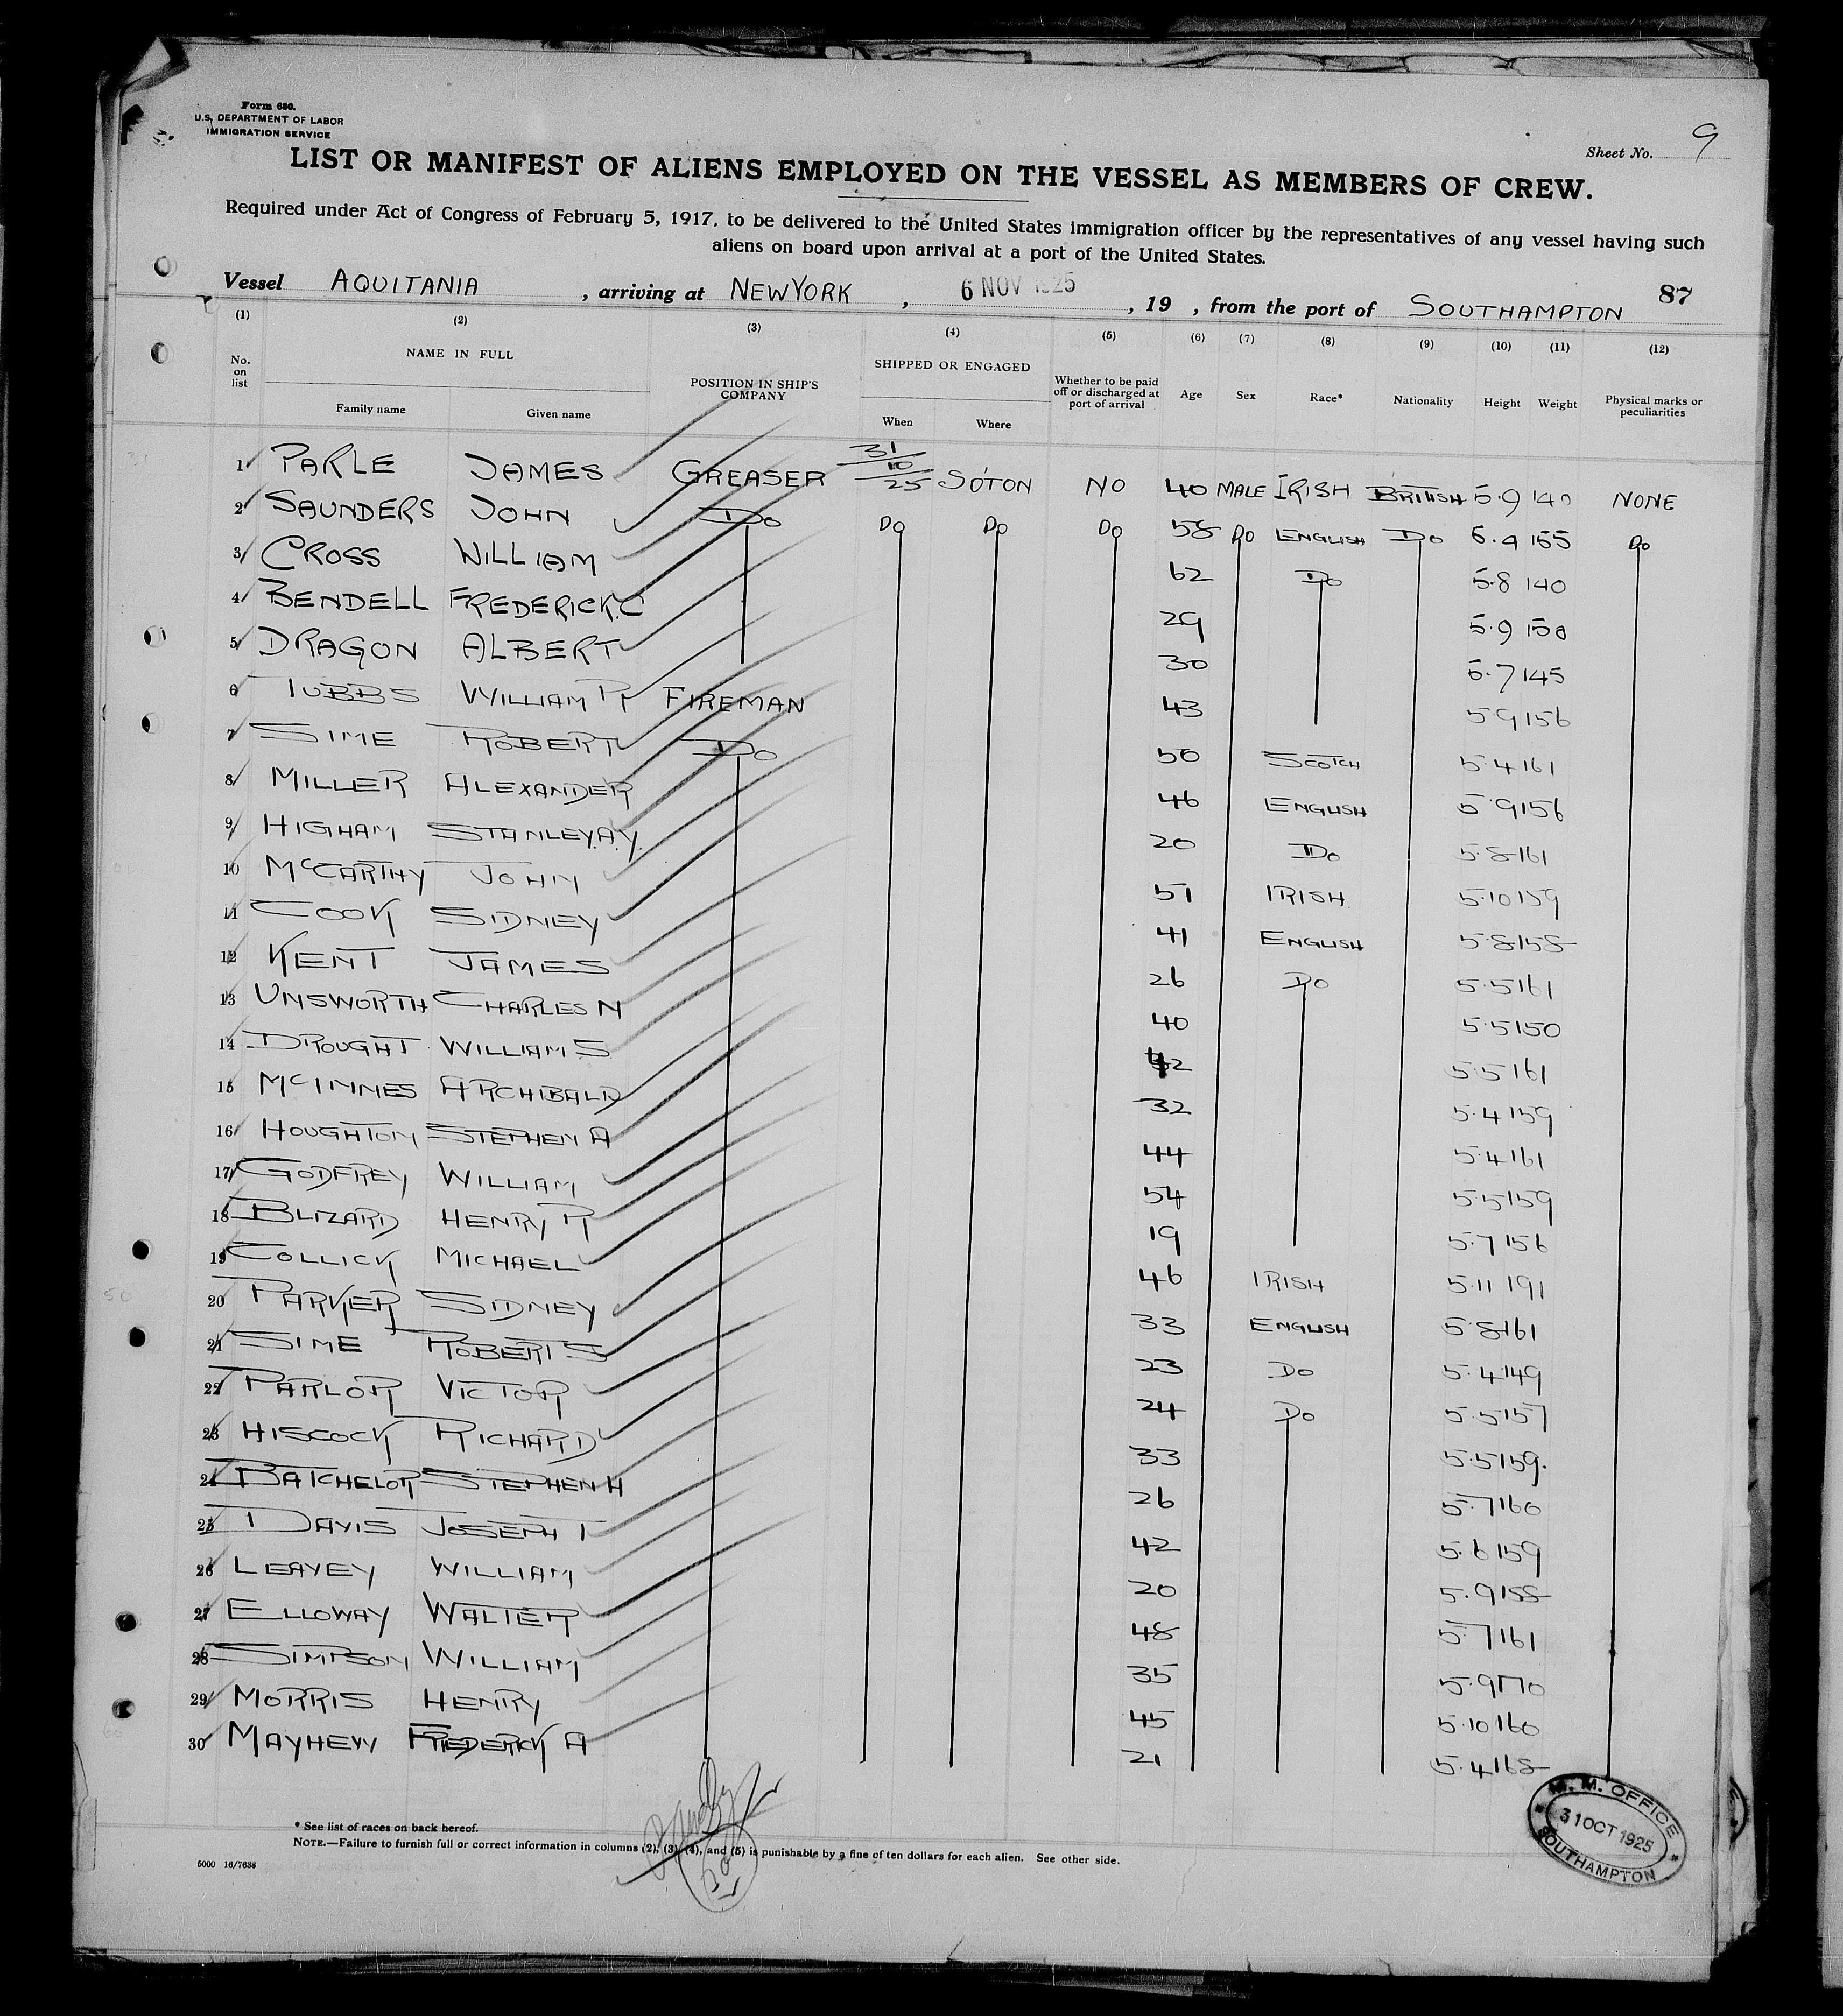 Form 680.
U.S. DEPARTMENT OF LABOR
IMMIGRATION SERVICE
Sheet No. 9
LIST OR MANIFEST OF ALIENS EMPLOYED ON THE VESSEL AS MEMBERS OF CREW.
Required under Act of Congress of February 5, 1917, to be delivered to the United States immigration officer by the representatives of any vessel having such
aliens on board upon arrival at a port of the United States.
Vessel AQUITANIA , arriving at NEW YORK , 6 NOV 1925 , 19 , from the port of SOUTHAMPTON 87
(1) (2) (3) (4) (5) (6) (7) (8) (9) (10) (11) (12)
No. on list NAME IN FULL Family name Given name POSITION IN SHIP'S COMPANY SHIPPED OR ENGAGED When Where Whether to be paid off or discharged at port of arrival Age Sex Race* Nationality Height Weight Physical marks or peculiarities
1 PARLE JAMES GREASER 31/10/25 S'OTON NO 40 MALE IRISH BRITISH 5.9 140 NONE
2 SAUNDERS JOHN Do Do Do Do 58 Do ENGLISH Do 5.9 155 Do
3 CROSS WILLIAM 62 Do 5.8 140
4 BENDELL FREDERICK.C 29 5.9 150
5 DRAGON ALBERT 30 5.7 145
6 TUBBS WILLIAM R FIREMAN 43 5.9 156
7 SIME ROBERT Do 50 SCOTCH 5.4 161
8 MILLER ALEXANDER 46 ENGLISH 5.9 156
9 HIGHAM STANLEY.A.Y. 20 Do 5.8 161
10 McCARTHY JOHN 51 IRISH 5.10 159
11 COOK SIDNEY 41 ENGLISH 5.8 158
12 KENT JAMES 26 Do 5.5 161
13 UNSWORTH CHARLES N 40 5.5 150
14 DROUGHT WILLIAM S 42 5.5 161
15 McINNES ARCHIBALD 32 5.4 159
16 HOUGHTON STEPHEN A 44 5.4 161
17 GODFREY WILLIAM 54 5.5 159
18 BLIZARD HENRY R 19 5.7 156
19 COLLICK MICHAEL 46 IRISH 5.11 191
20 PARKER SIDNEY 33 ENGLISH 5.8 161
21 SIME ROBERT S 23 Do 5.4 149
22 PARLOR VICTOR 24 Do 5.5 157
23 HISCOCK RICHARD 33 5.5 159.
24 BATCHELOR STEPHEN H 26 5.7 160
25 DAVIS JOSEPH T 42 5.6 159
26 LEAVEY WILLIAM 20 5.9 158
27 ELLOWAY WALTER 48 5.7 161
28 SIMPSON WILLIAM 35 5.9 170
29 MORRIS HENRY 45 5.10 160
30 MAYHEW FREDERICK A 21 5.4 168
* See list of races on back hereof.
NOTE.—Failure to furnish full or correct information in columns (2), (3), (4), and (5) is punishable by a fine of ten dollars for each alien. See other side.
5000 16/7638
30
M. M. OFFICE
31 OCT 1925
SOUTHAMPTON